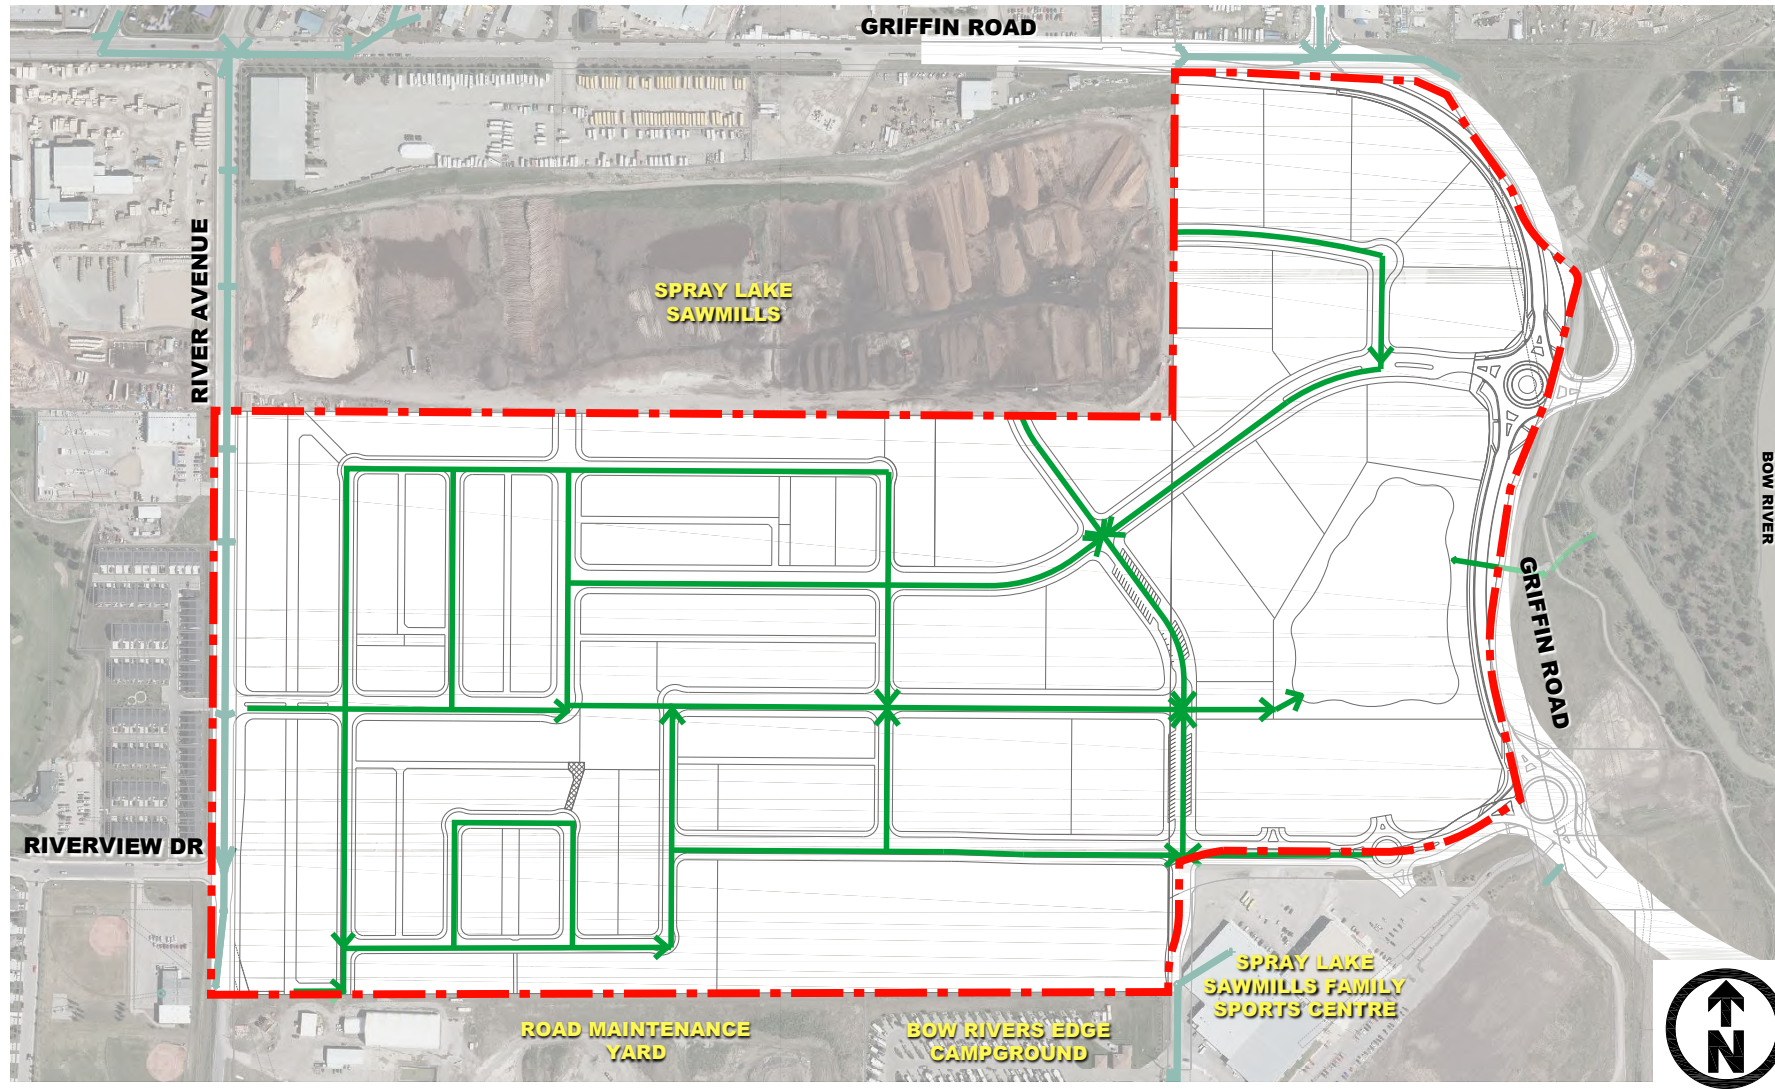 GRIFFIN ROAD
RIVER AVENUE
SPRAY LAKE
SAWMILLS
BOW RIVER
GRIFFIN ROAD
RIVERVIEW DR
SPRAY LAKE
SAWMILLS FAMILY
SPORTS CENTRE
ROAD MAINTENANCE
YARD
BOW RIVERS EDGE
CAMPGROUND
N